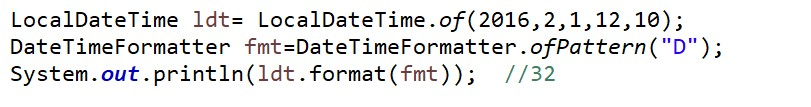 LocalDateTime ldt= LocalDateTime.of(2016,2,1,12,10);
DateTimeFormatter fmt=DateTimeFormatter.ofPattern("D");
System.out.println(ldt.format(fmt));  //32